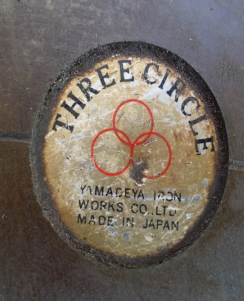 THREE CIRCLE
YAMADEYA IRON
WORKS CO.,LTD
MADE IN JAPAN